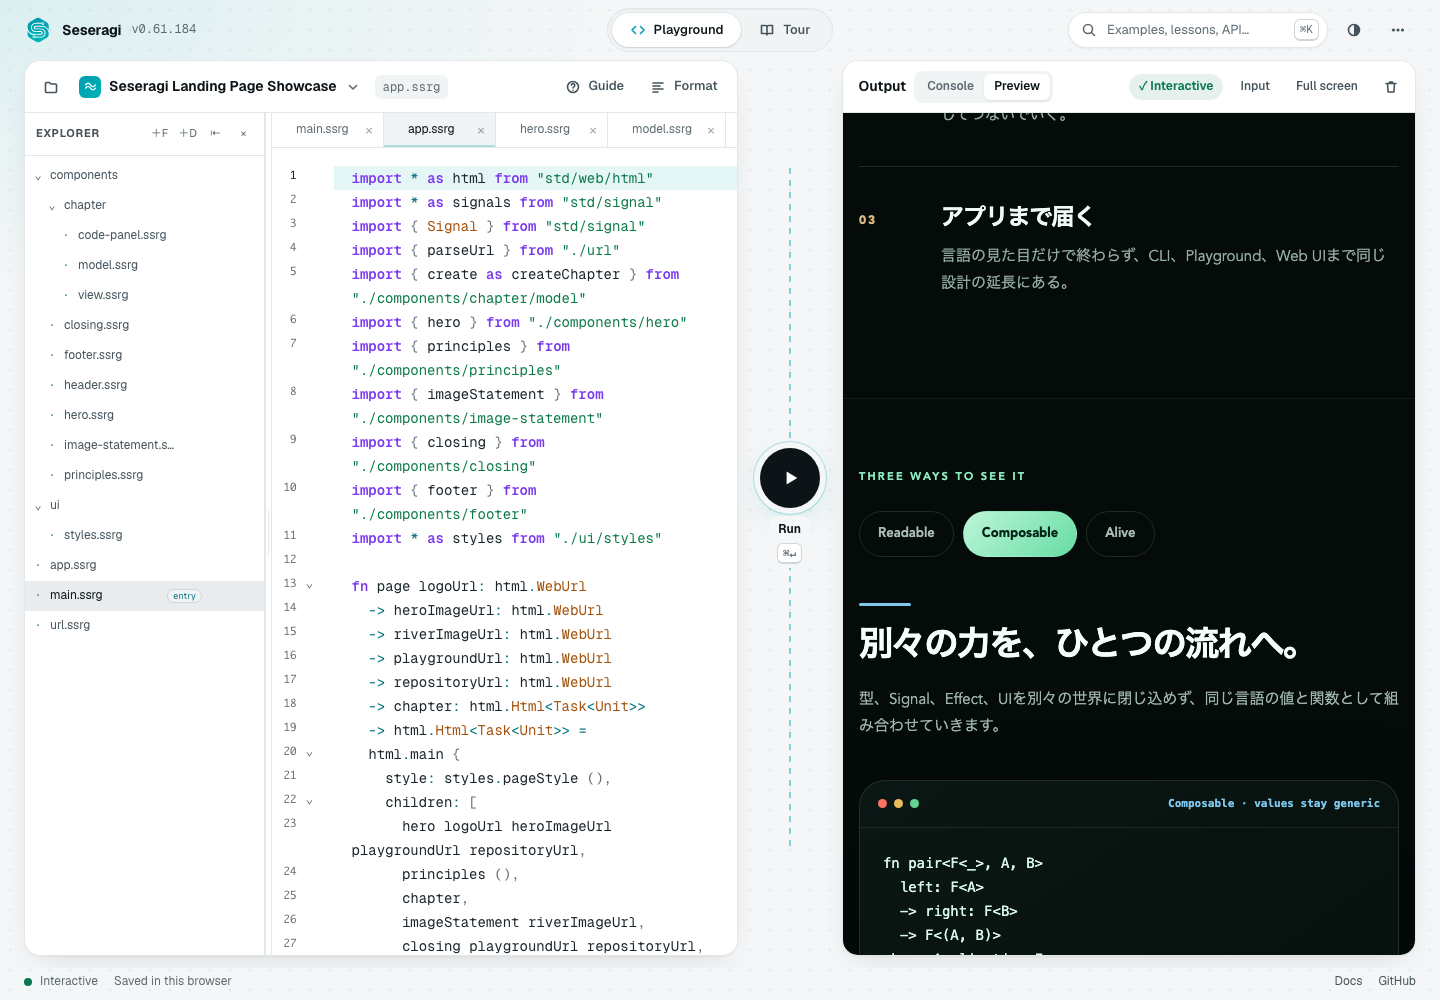 Seseragi v0.61.184
Playground
Tour
Examples, lessons, API...
⌘K
Seseragi Landing Page Showcase
app.ssrg
Guide
Format
EXPLORER
+F +D ⇤ ×
components
chapter
code-panel.ssrg
model.ssrg
view.ssrg
closing.ssrg
footer.ssrg
header.ssrg
hero.ssrg
image-statement.s...
principles.ssrg
ui
styles.ssrg
app.ssrg
main.ssrg entry
url.ssrg
main.ssrg ×
app.ssrg ×
hero.ssrg ×
model.ssrg ×
1 import * as html from "std/web/html"
2 import * as signals from "std/signal"
3 import { Signal } from "std/signal"
4 import { parseUrl } from "./url"
5 import { create as createChapter } from
"./components/chapter/model"
6 import { hero } from "./components/hero"
7 import { principles } from
"./components/principles"
8 import { imageStatement } from
"./components/image-statement"
9 import { closing } from
"./components/closing"
10 import { footer } from
"./components/footer"
11 import * as styles from "./ui/styles"
12
13 fn page logoUrl: html.WebUrl
14 -> heroImageUrl: html.WebUrl
15 -> riverImageUrl: html.WebUrl
16 -> playgroundUrl: html.WebUrl
17 -> repositoryUrl: html.WebUrl
18 -> chapter: html.Html<Task<Unit>>
19 -> html.Html<Task<Unit>> =
20 html.main {
21 style: styles.pageStyle (),
22 children: [
23 hero logoUrl heroImageUrl
playgroundUrl repositoryUrl,
24 principles (),
25 chapter,
26 imageStatement riverImageUrl,
27 closing playgroundUrl repositoryUrl,
Run
⌘↵
Output
Console
Preview
✓ Interactive
Input
Full screen
してつないでいく。
03
アプリまで届く
言語の見た目だけで終わらず、CLI、Playground、Web UIまで同じ
設計の延長にある。
THREE WAYS TO SEE IT
Readable
Composable
Alive
別々の力を、ひとつの流れへ。
型、Signal、Effect、UIを別々の世界に閉じ込めず、同じ言語の値と関数として組
み合わせていきます。
Composable · values stay generic
fn pair<F<_>, A, B>
left: F<A>
-> right: F<B>
-> F<(A, B)>
Interactive
Saved in this browser
Docs
GitHub